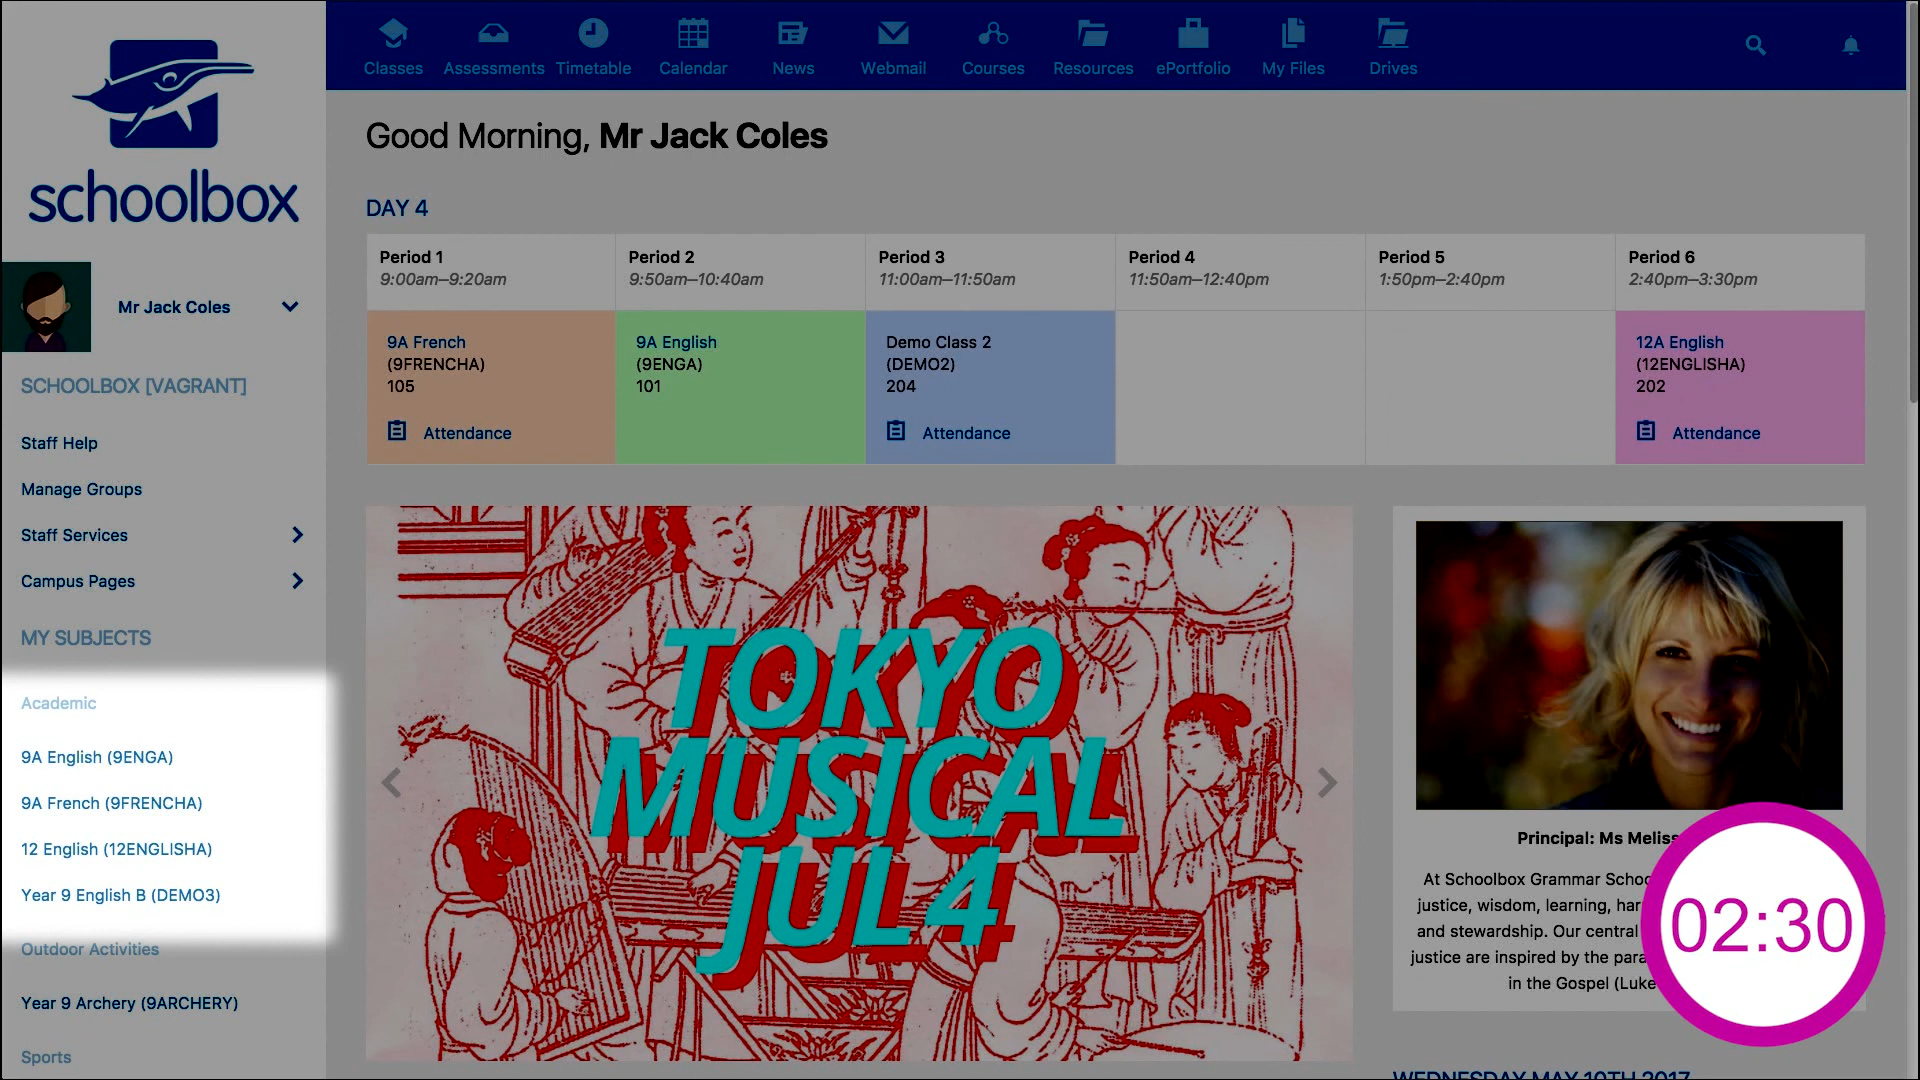 schoolbox
Classes
Assessments
Timetable
Calendar
News
Webmail
Courses
Resources
ePortfolio
My Files
Drives
Good Morning, Mr Jack Coles
DAY 4
Period 1
9:00am–9:20am
Period 2
9:50am–10:40am
Period 3
11:00am–11:50am
Period 4
11:50am–12:40pm
Period 5
1:50pm–2:40pm
Period 6
2:40pm–3:30pm
9A French
(9FRENCHA)
105
Attendance
9A English
(9ENGA)
101
Demo Class 2
(DEMO2)
204
Attendance
12A English
(12ENGLISHA)
202
Attendance
Mr Jack Coles
SCHOOLBOX [VAGRANT]
Staff Help
Manage Groups
Staff Services
Campus Pages
MY SUBJECTS
Academic
9A English (9ENGA)
9A French (9FRENCHA)
12 English (12ENGLISHA)
Year 9 English B (DEMO3)
Outdoor Activities
Year 9 Archery (9ARCHERY)
Sports
TOKYO
MUSICAL
JUL 4
Principal: Ms
At Schoolbox Grammar
justice, wisdom, learning,
and stewardship. Our central
justice are inspired by the
in the Gospel (Luke
02:30
WEDNESDAY MAY 10TH 2017